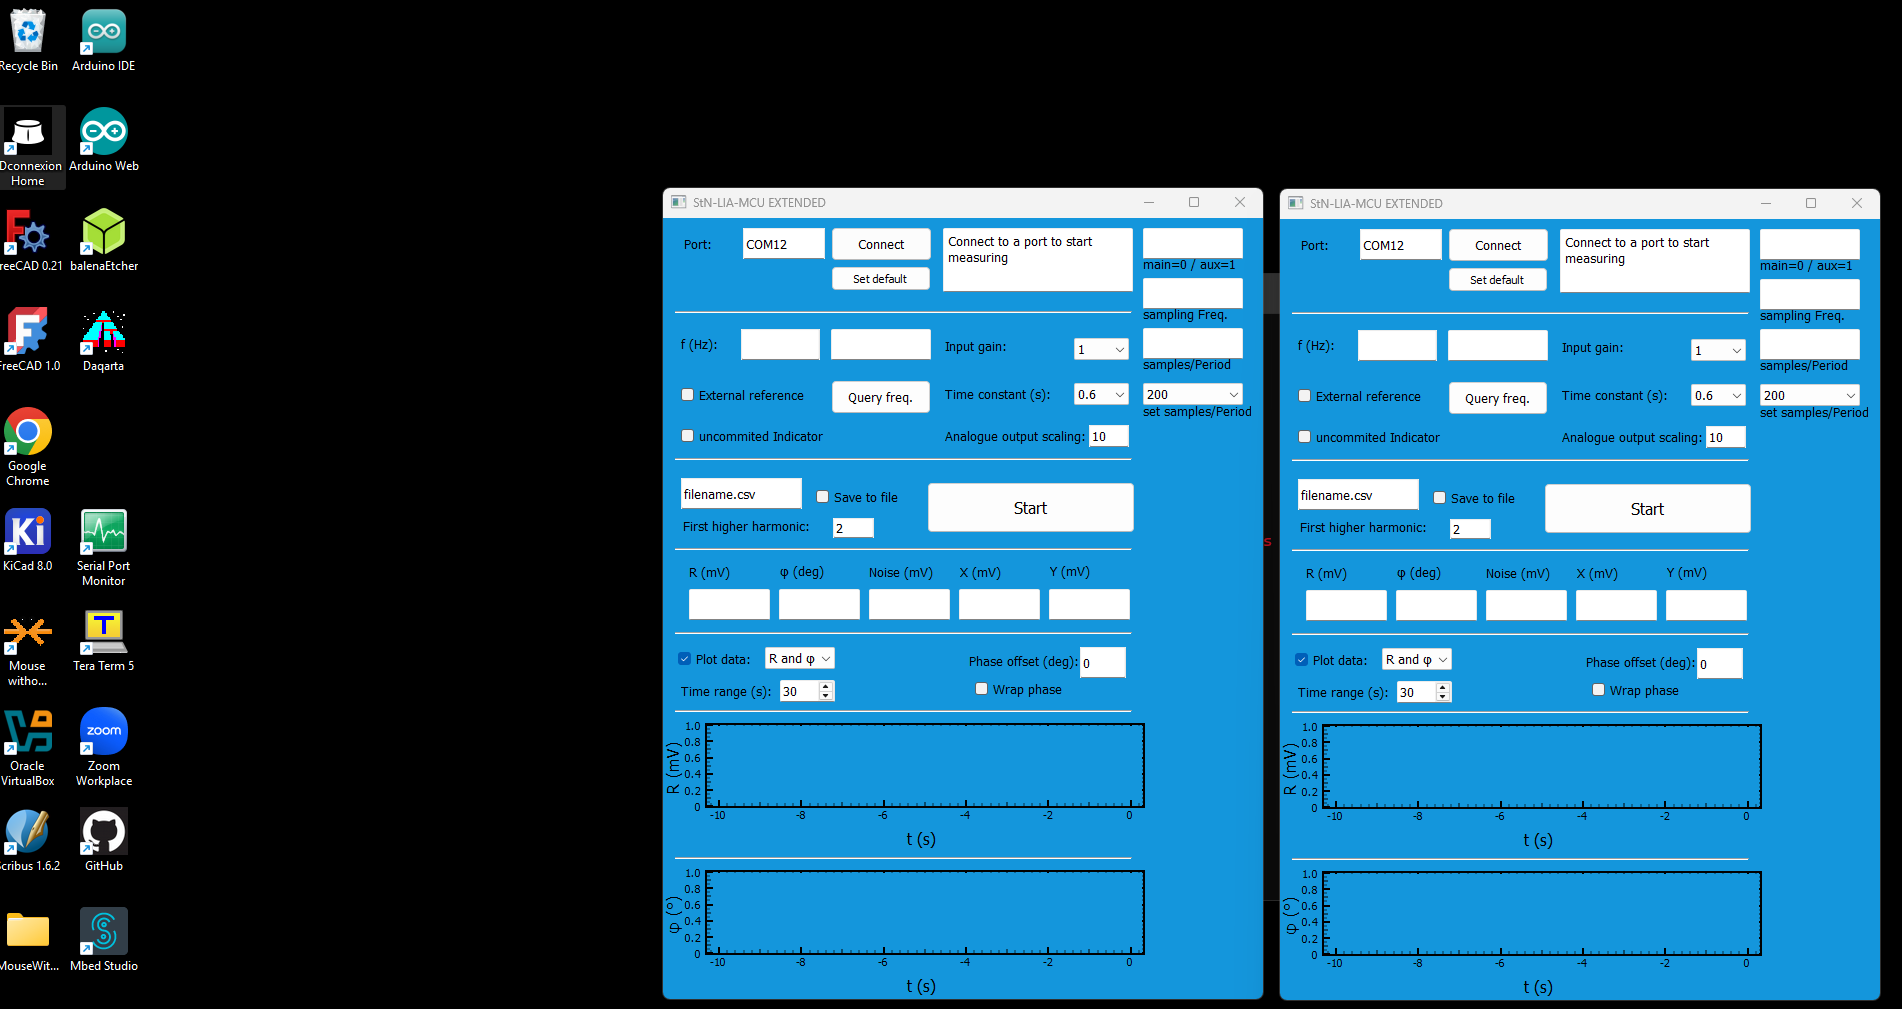 Recycle Bin
Arduino IDE
Dconnexion
Home
Arduino Web
reeCAD 0.21
balenaEtcher
FreeCAD 1.0
Daqarta
Google
Chrome
Ki
KiCad 8.0
Serial Port
Monitor
Mouse
witho...
T
Tera Term 5
Oracle
VirtualBox
zoom
Zoom
Workplace
Scribus 1.6.2
GitHub
MouseWit...
Mbed Studio
StN-LIA-MCU EXTENDED
Port:
COM12
Connect
Set default
Connect to a port to start
measuring
main=0 / aux=1
sampling Freq.
f (Hz):
Input gain:
1
samples/Period
External reference
Query freq.
Time constant (s):
0.6
200
set samples/Period
uncommited Indicator
Analogue output scaling:
10
filename.csv
Save to file
Start
First higher harmonic:
2
R (mV)
φ (deg)
Noise (mV)
X (mV)
Y (mV)
Plot data:
R and φ
Phase offset (deg):
0
Time range (s):
30
Wrap phase
R (mV)
1.0
0.8
0.6
0.4
0.2
0
-10
-8
-6
-4
-2
0
t (s)
φ (°)
1.0
0.8
0.6
0.4
0.2
0
-10
-8
-6
-4
-2
0
t (s)
s
StN-LIA-MCU EXTENDED
Port:
COM12
Connect
Set default
Connect to a port to start
measuring
main=0 / aux=1
sampling Freq.
f (Hz):
Input gain:
1
samples/Period
External reference
Query freq.
Time constant (s):
0.6
200
set samples/Period
uncommited Indicator
Analogue output scaling:
10
filename.csv
Save to file
Start
First higher harmonic:
2
R (mV)
φ (deg)
Noise (mV)
X (mV)
Y (mV)
Plot data:
R and φ
Phase offset (deg):
0
Time range (s):
30
Wrap phase
R (mV)
1.0
0.8
0.6
0.4
0.2
0
-10
-8
-6
-4
-2
0
t (s)
φ (°)
1.0
0.8
0.6
0.4
0.2
0
-10
-8
-6
-4
-2
0
t (s)